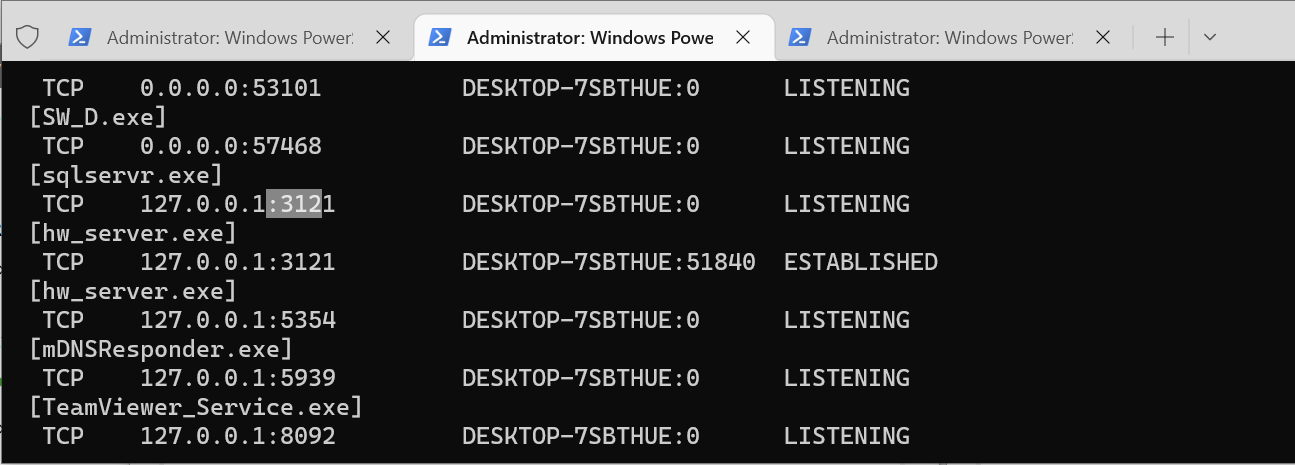 Administrator: Windows Power Administrator: Windows Powe Administrator: Windows Power
TCP 0.0.0.0:53101 DESKTOP-7SBTHUE:0 LISTENING
[SW_D.exe]
TCP 0.0.0.0:57468 DESKTOP-7SBTHUE:0 LISTENING
[sqlservr.exe]
TCP 127.0.0.1:3121 DESKTOP-7SBTHUE:0 LISTENING
[hw_server.exe]
TCP 127.0.0.1:3121 DESKTOP-7SBTHUE:51840 ESTABLISHED
[hw_server.exe]
TCP 127.0.0.1:5354 DESKTOP-7SBTHUE:0 LISTENING
[mDNSResponder.exe]
TCP 127.0.0.1:5939 DESKTOP-7SBTHUE:0 LISTENING
[TeamViewer_Service.exe]
TCP 127.0.0.1:8092 DESKTOP-7SBTHUE:0 LISTENING